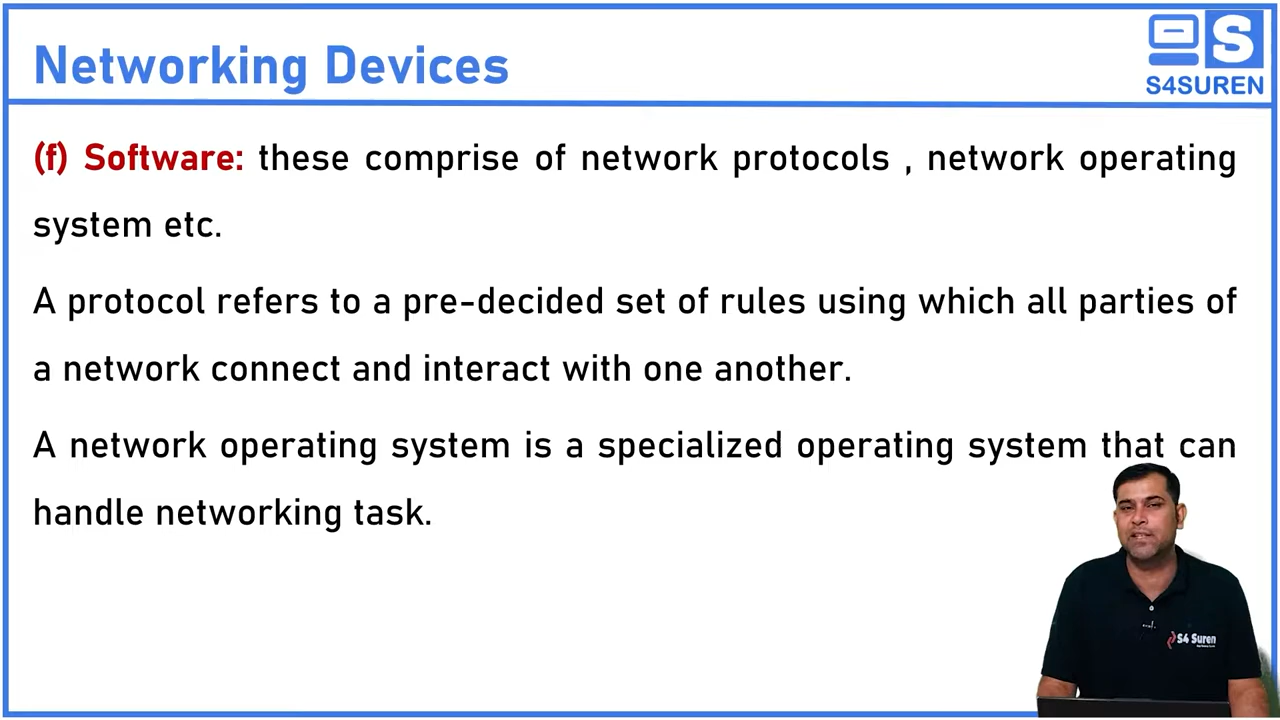 Networking Devices
S
S4SUREN
(f) Software: these comprise of network protocols , network operating
system etc.
A protocol refers to a pre-decided set of rules using which all parties of
a network connect and interact with one another.
A network operating system is a specialized operating system that can
handle networking task.
S4 Suren